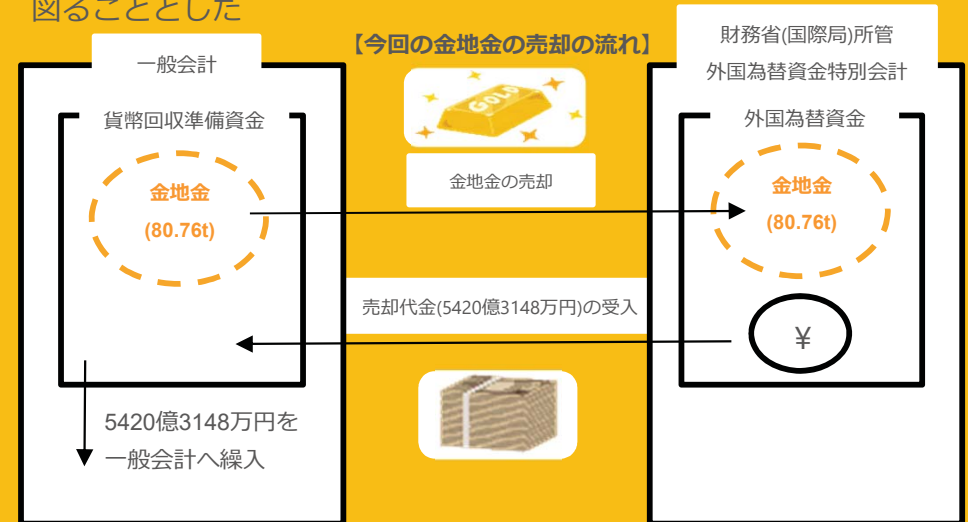 図ることとした
【今回の金地金の売却の流れ】
一般会計
貨幣回収準備資金
金地金
(80.76t)
GOLD
金地金の売却
財務省(国際局)所管
外国為替資金特別会計
外国為替資金
金地金
(80.76t)
売却代金(5420億3148万円)の受入
¥
5420億3148万円を
一般会計へ繰入